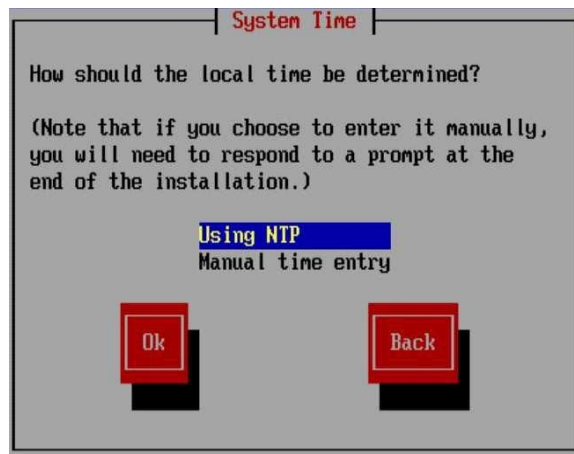 System Time
How should the local time be determined?
(Note that if you choose to enter it manually,
you will need to respond to a prompt at the
end of the installation.)
Using NTP
Manual time entry
Ok
Back